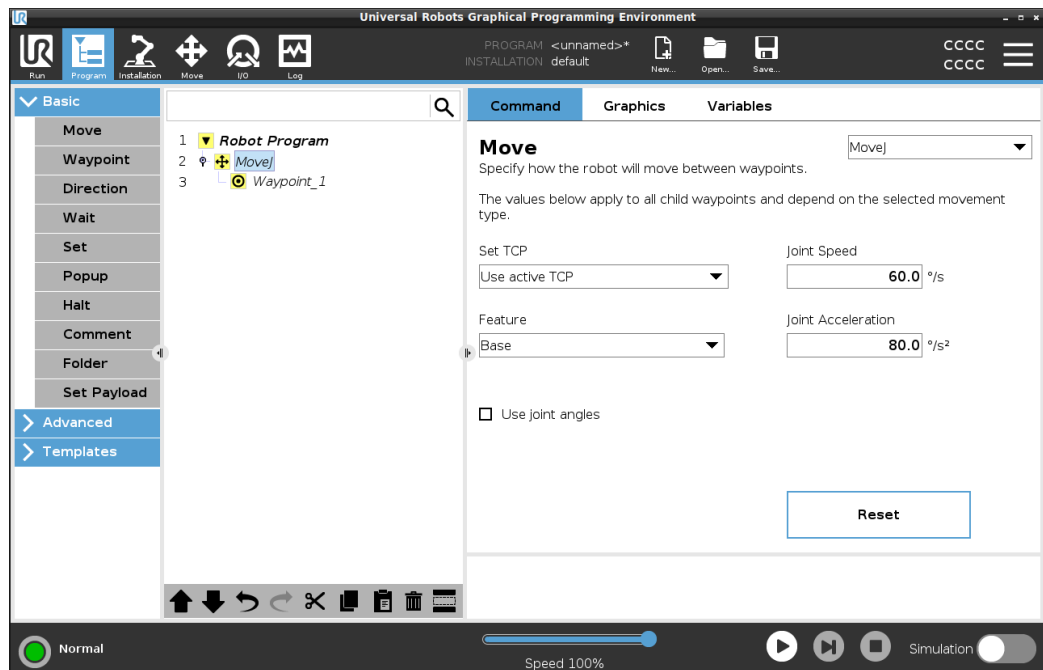 Universal Robots Graphical Programming Environment
UR
Run
Program
Installation
Move
I/O
Log
PROGRAM <unnamed>*
INSTALLATION default
New...
Open...
Save...
CCCC
CCCC
Basic
Move
Waypoint
Direction
Wait
Set
Popup
Halt
Comment
Folder
Set Payload
Advanced
Templates
1 Robot Program
2 MoveJ
3 Waypoint_1
Command Graphics Variables
Move
MoveJ
Specify how the robot will move between waypoints.
The values below apply to all child waypoints and depend on the selected movement
type.
Set TCP
Joint Speed
Use active TCP
60.0 °/s
Feature
Joint Acceleration
Base
80.0 °/s²
Use joint angles
Reset
Normal
Speed 100%
Simulation